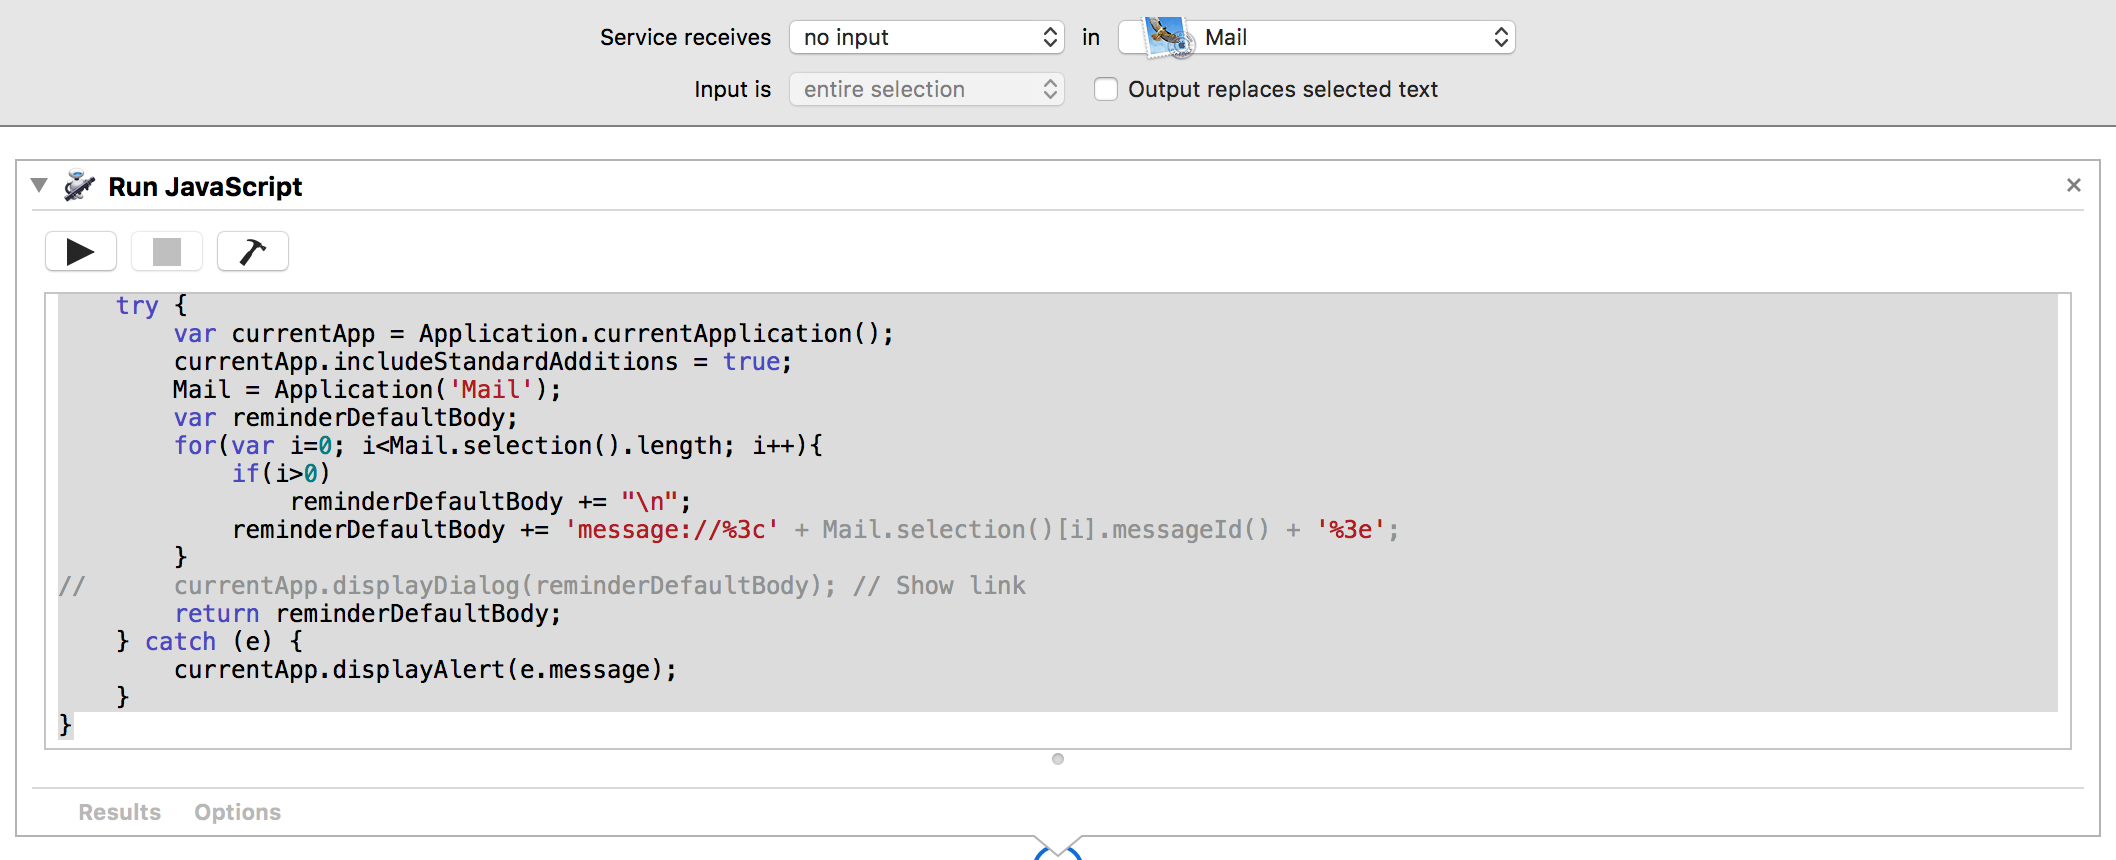 Service receives no input in Mail
Input is entire selection Output replaces selected text
Run JavaScript
try {
var currentApp = Application.currentApplication();
currentApp.includeStandardAdditions = true;
Mail = Application('Mail');
var reminderDefaultBody;
for(var i=0; i<Mail.selection().length; i++){
if(i>0)
reminderDefaultBody += "\n";
reminderDefaultBody += 'message://%3c' + Mail.selection()[i].messageId() + '%3e';
}
// currentApp.displayDialog(reminderDefaultBody); // Show link
return reminderDefaultBody;
} catch (e) {
currentApp.displayAlert(e.message);
}
}
Results Options